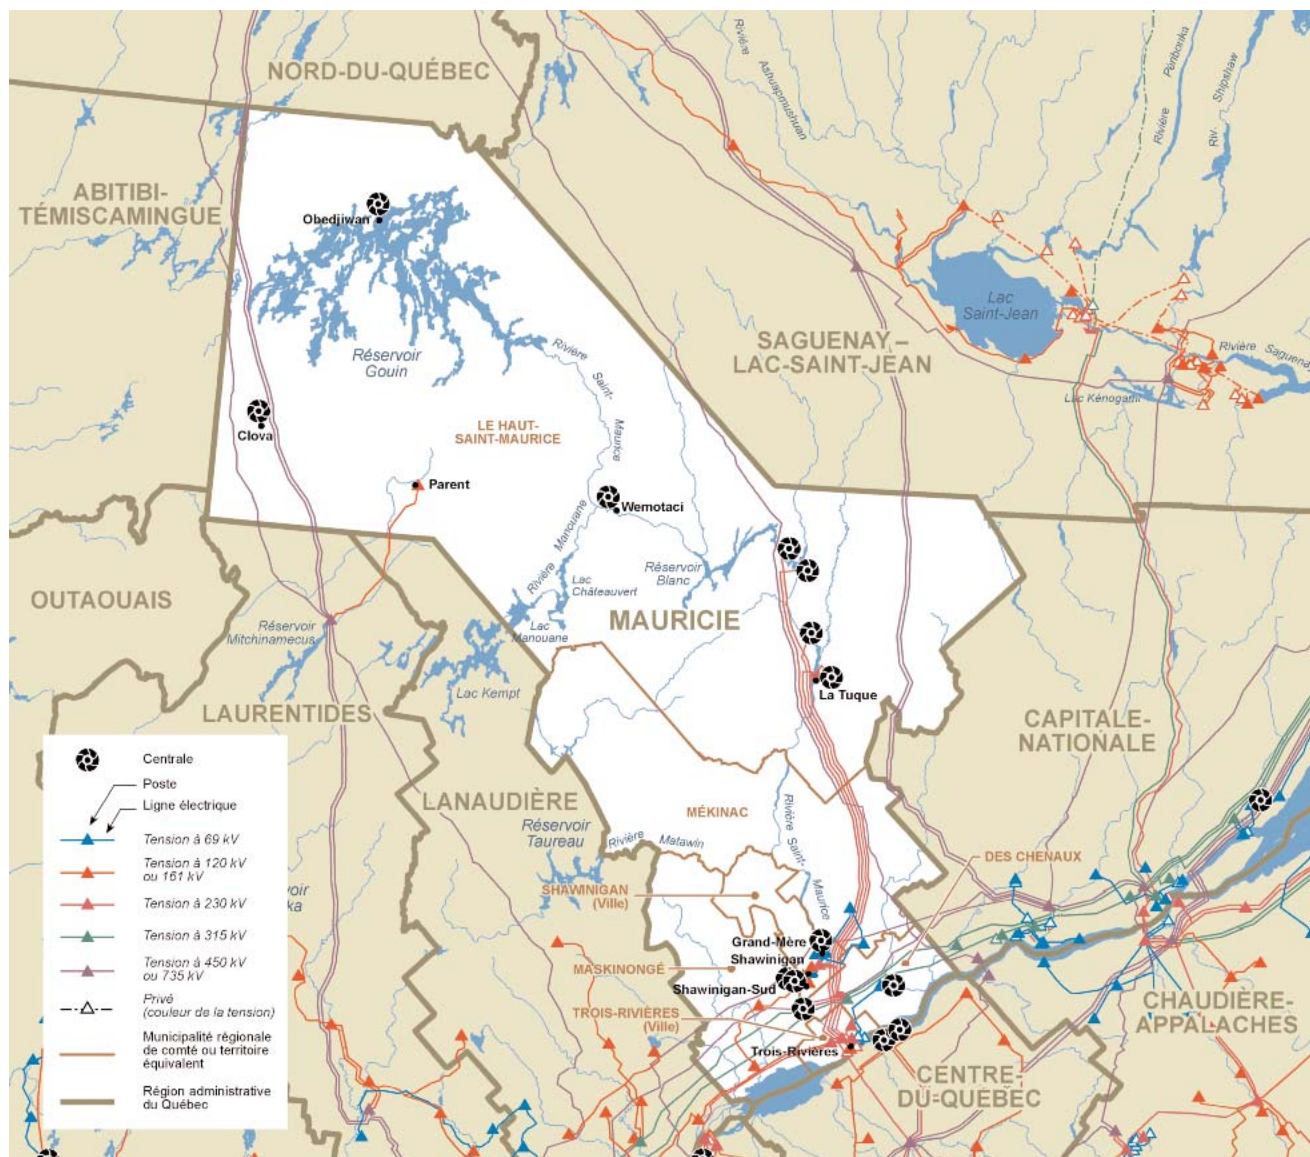 NORD-DU-QUÉBEC
Rivière
Ashuapmushuan
Rivière
Péribonka
Riv.
Shipshaw
ABITIBI-
TÉMISCAMINGUE
Obedjiwan
Réservoir
Gouin
Rivière
Saint-
Maurice
Lac
Saint-Jean
SAGUENAY –
LAC-SAINT-JEAN
Rivière
Saguenay
Lac Kénogami
Clova
LE HAUT-
SAINT-MAURICE
Parent
Wemotaci
Rivière
Manouane
Lac
Châteauvert
Réservoir
Blanc
OUTAOUAIS
Réservoir
Mitchinamecus
Lac
Manouane
MAURICIE
Lac Kempt
La Tuque
LAURENTIDES
CAPITALE-
NATIONALE
LANAUDIÈRE
Réservoir
Taureau
MÉKINAC
Rivière
Matawin
Rivière
Saint-
Maurice
DES CHENAUX
SHAWINIGAN
(Ville)
Grand-Mère
Shawinigan
MASKINONGÉ
Shawinigan-Sud
TROIS-RIVIÈRES
(Ville)
Trois-Rivières
CHAUDIÈRE-
APPALACHES
CENTRE-
DU-QUÉBEC
Centrale
Poste
Ligne électrique
Tension à 69 kV
Tension à 120 kV
ou 161 kV
Tension à 230 kV
Tension à 315 kV
Tension à 450 kV
ou 735 kV
Privé
(couleur de la tension)
Municipalité régionale
de comté ou territoire
équivalent
Région administrative
du Québec